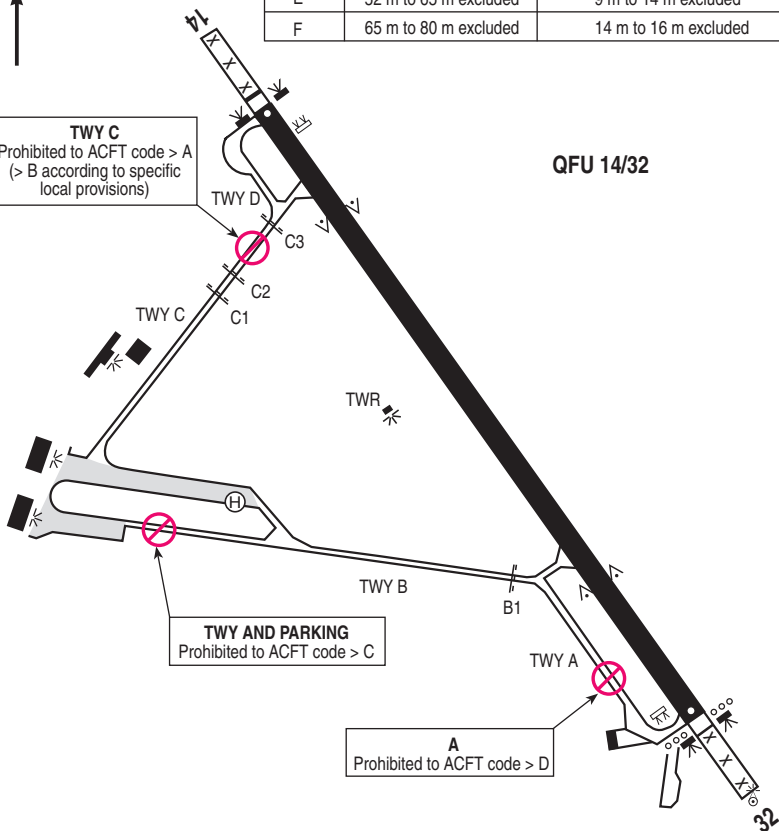 E 52 m to 65 m excluded 9 m to 14 m excluded
F 65 m to 80 m excluded 14 m to 16 m excluded
14
TWY C
Prohibited to ACFT code > A
(> B according to specific
local provisions)
QFU 14/32
TWY D
C3
C2
C1
TWY C
TWR
H
TWY B
B1
TWY AND PARKING
Prohibited to ACFT code > C
TWY A
A
Prohibited to ACFT code > D
X
X
X
X
X
X
32